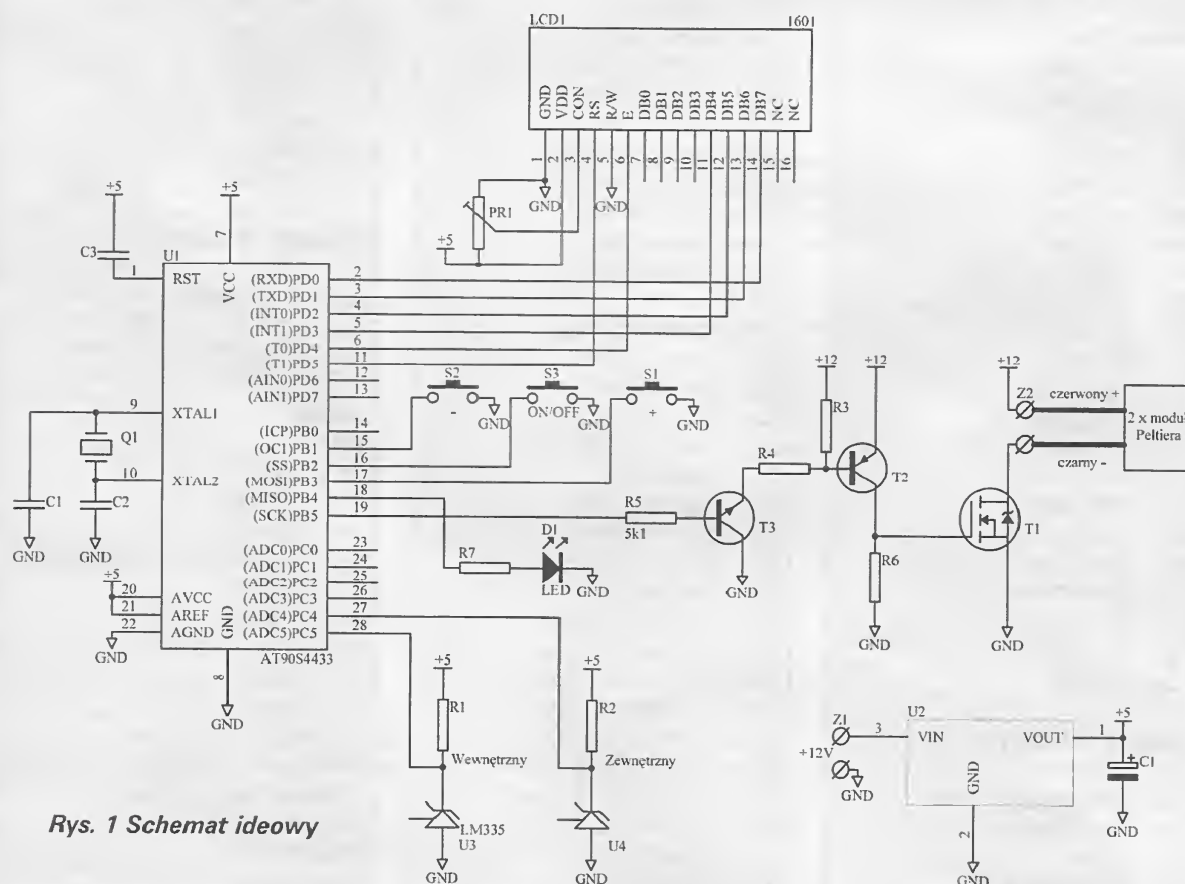 LCD1 1601
GND
VDD
CON
RS
R/W
E
DB0
DB1
DB2
DB3
DB4
DB5
DB6
DB7
NC
NC
1
2
3
4
5
6
7
8
9
10
11
12
13
14
15
16
GND
GND
PR1
+5
+5
+5
C3
U1
7
1
RST
VCC
(RXD)PD0 2
(TXD)PD1 3
(INT0)PD2 4
(INT1)PD3 5
(T0)PD4 6
(T1)PD5 11
(AIN0)PD6 12
(AIN1)PD7 13
9
XTAL1
Q1
10
XTAL2
C1
C2
GND
GND
(ICP)PB0 14
(OC1)PB1 15
(SS)PB2 16
(MOSI)PB3 17
(MISO)PB4 18
(SCK)PB5 19
(ADC0)PC0 23
(ADC1)PC1 24
(ADC2)PC2 25
(ADC3)PC3 26
(ADC4)PC4 27
(ADC5)PC5 28
+5
20 AVCC
21 AREF
22 AGND
GND
GND
AT90S4433
8
GND
S2
-
GND
S3
ON/OFF
GND
S1
+
GND
R5
5k1
R7
D1
LED
GND
T3
GND
R4
+12
R3
+12
T2
R6
GND
+12
Z2
czerwony +
czarny -
2 x moduł
Peltiera
T1
GND
+5
R1
Wewnętrzny
LM335
U3
GND
+5
R2
Zewnętrzny
U4
GND
Z1
+12V
GND
3
U2
VIN
VOUT
GND
1
+5
+
C1
GND
2
GND
Rys. 1 Schemat ideowy